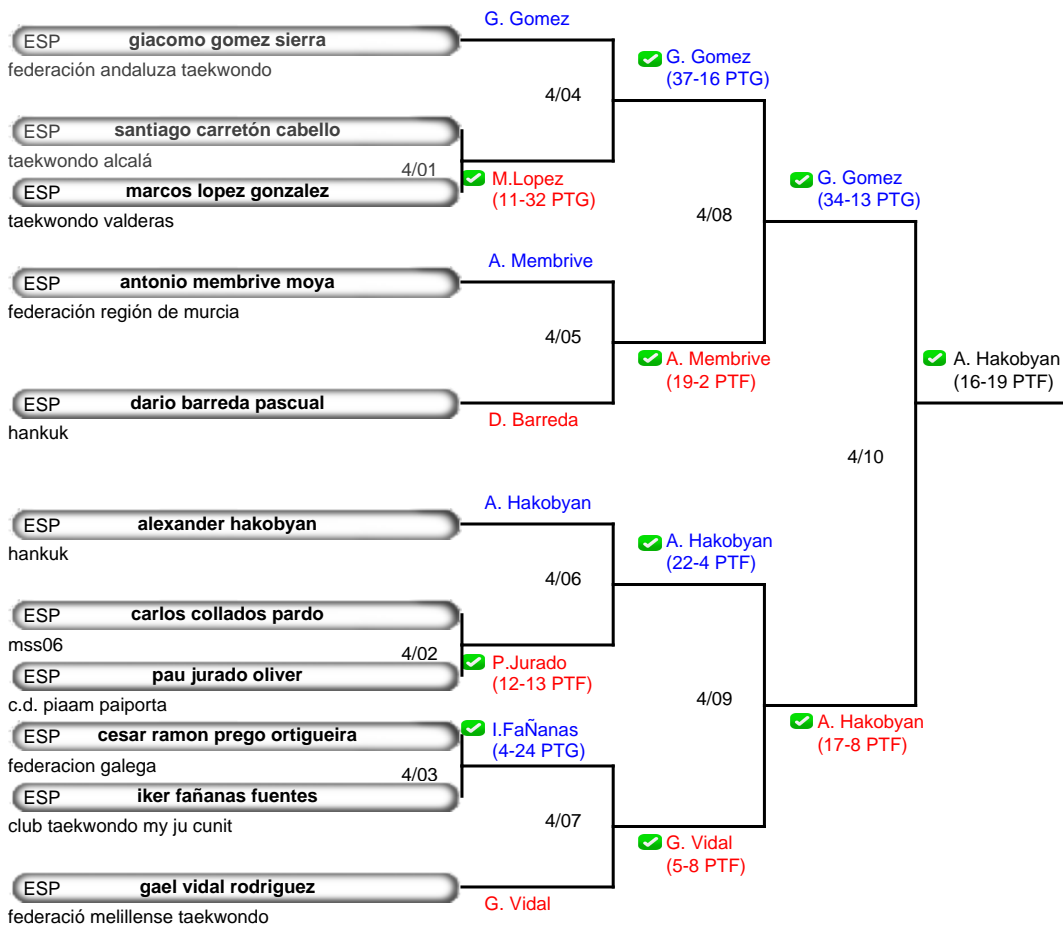 G. Gomez
ESP giacomo gomez sierra
federación andaluza taekwondo
G. Gomez
(37-16 PTG)
4/04
ESP santiago carretón cabello
taekwondo alcalá
4/01
M.Lopez
(11-32 PTG)
ESP marcos lopez gonzalez
taekwondo valderas
G. Gomez
(34-13 PTG)
4/08
A. Membrive
ESP antonio membrive moya
federación región de murcia
4/05
A. Membrive
(19-2 PTF)
A. Hakobyan
(16-19 PTF)
ESP dario barreda pascual
D. Barreda
hankuk
4/10
A. Hakobyan
ESP alexander hakobyan
hankuk
A. Hakobyan
(22-4 PTF)
4/06
ESP carlos collados pardo
mss06
4/02
P.Jurado
(12-13 PTF)
ESP pau jurado oliver
c.d. piaam paiporta
4/09
A. Hakobyan
(17-8 PTF)
I.FaÑanas
(4-24 PTG)
ESP cesar ramon prego ortigueira
federacion galega
4/03
ESP iker fañanas fuentes
club taekwondo my ju cunit
4/07
G. Vidal
(5-8 PTF)
ESP gael vidal rodriguez
G. Vidal
federació melillense taekwondo